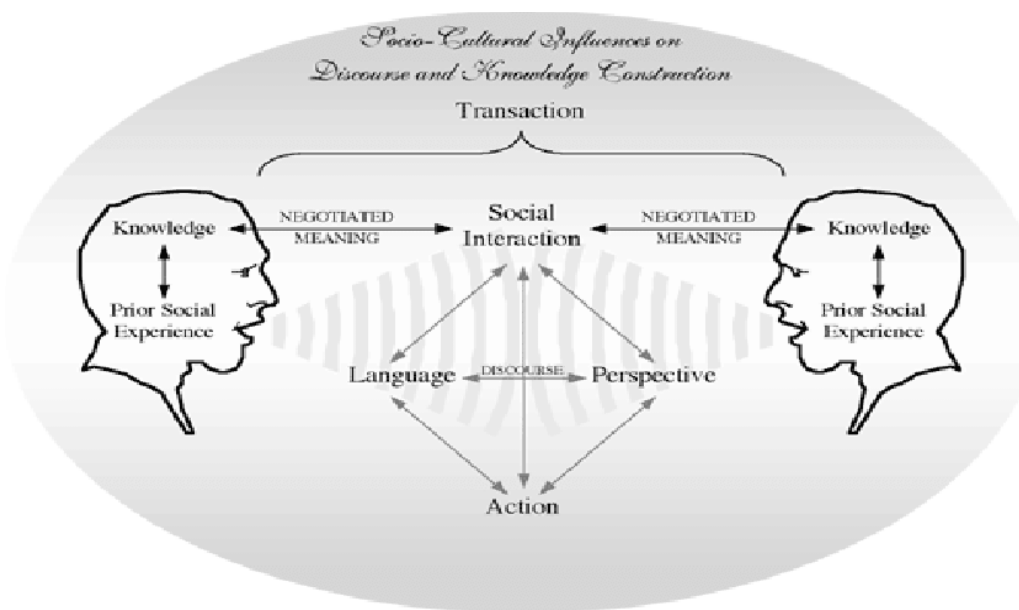 Socio-Cultural Influences on
Discourse and Knowledge Construction
Transaction
Knowledge
Prior Social
Experience
NEGOTIATED
MEANING
Social
Interaction
NEGOTIATED
MEANING
Knowledge
Prior Social
Experience
Language
DISCOURSE
Perspective
Action